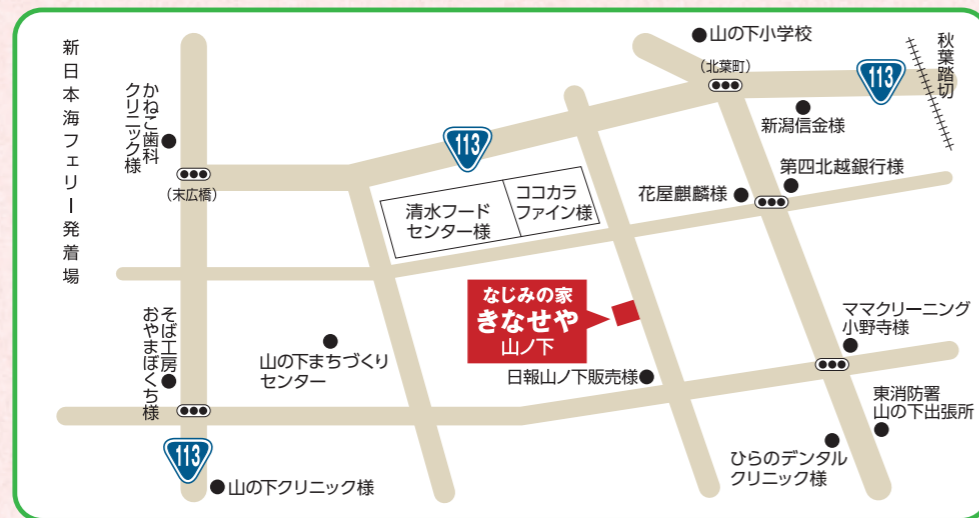 新日本海フェリー発着場
かねこ歯科
クリニック様
(末広橋)
113
山の下小学校
(北葉町)
113
秋葉踏切
新潟信金様
第四北越銀行様
花屋麒麟様
清水フード
センター様
ココカラ
ファイン様
なじみの家
きなせや
山ノ下
日報山ノ下販売様
ママクリーニング
小野寺様
東消防署
山の下出張所
ひらのデンタル
クリニック様
山の下まちづくり
センター
そば工房
おやまぼくち様
113
山の下クリニック様